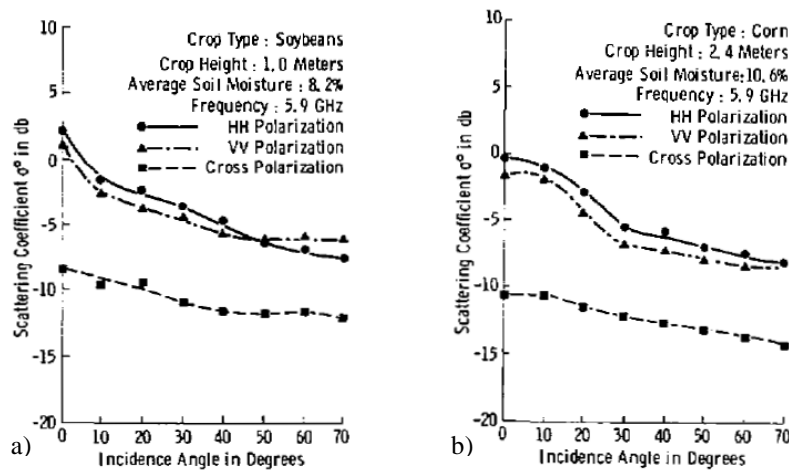 Crop Type : Soybeans
Crop Height : 1.0 Meters
Average Soil Moisture : 8.2%
Frequency : 5.9 GHz
HH Polarization
VV Polarization
Cross Polarization
Scattering Coefficient σ° in db
10
5
0
-5
-10
-15
-20
0 10 20 30 40 50 60 70
Incidence Angle in Degrees
a)
Crop Type : Corn
Crop Height : 2.4 Meters
Average Soil Moisture:10.6%
Frequency : 5.9 GHz
HH Polarization
VV Polarization
Cross Polarization
Scattering Coefficient σ° in db
10
5
0
-5
-10
-15
-20
0 10 20 30 40 50 60 70
Incidence Angle in Degrees
b)